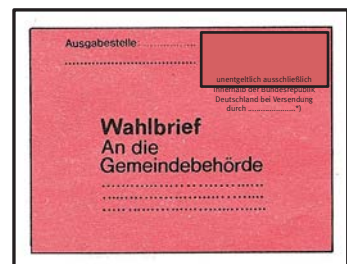 Ausgabestelle: ....................
........................................
unentgeltlich ausschließlich
innerhalb der Bundesrepublik
Deutschland bei Versendung
durch ........................*)
Wahlbrief
An die
Gemeindebehörde
........................................
........................................
........................................